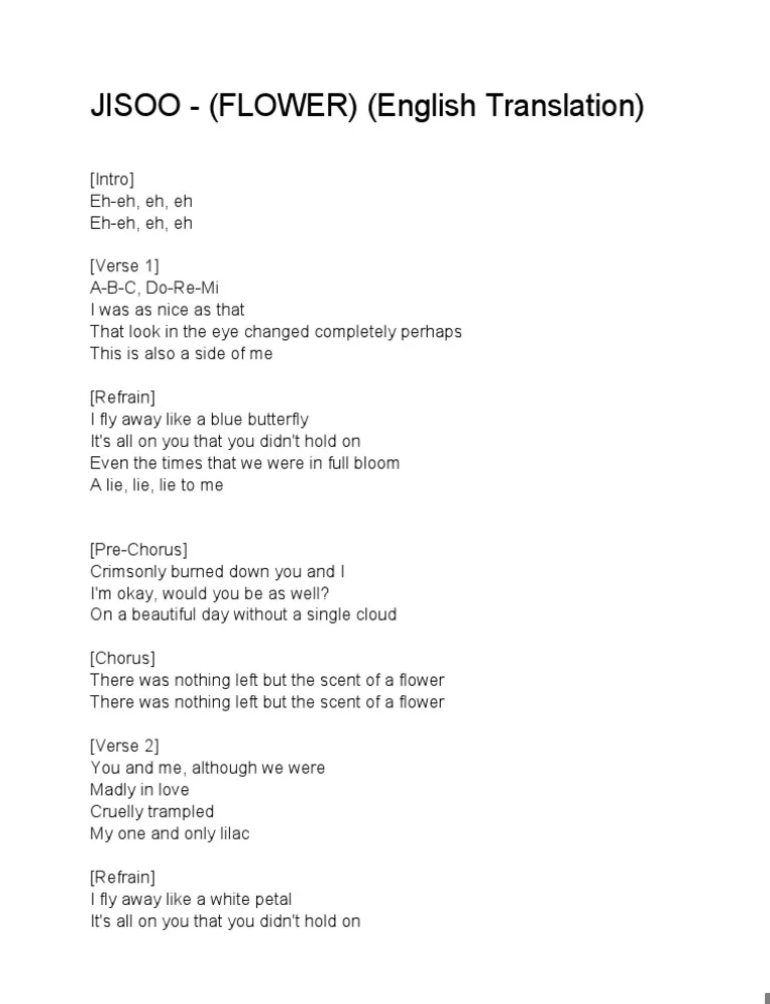 JISOO - (FLOWER) (English Translation)
[Intro]
Eh-eh, eh, eh
Eh-eh, eh, eh
[Verse 1]
A-B-C, Do-Re-Mi
I was as nice as that
That look in the eye changed completely perhaps
This is also a side of me
[Refrain]
I fly away like a blue butterfly
It's all on you that you didn't hold on
Even the times that we were in full bloom
A lie, lie, lie to me
[Pre-Chorus]
Crimsonly burned down you and I
I'm okay, would you be as well?
On a beautiful day without a single cloud
[Chorus]
There was nothing left but the scent of a flower
There was nothing left but the scent of a flower
[Verse 2]
You and me, although we were
Madly in love
Cruelly trampled
My one and only lilac
[Refrain]
I fly away like a white petal
It's all on you that you didn't hold on